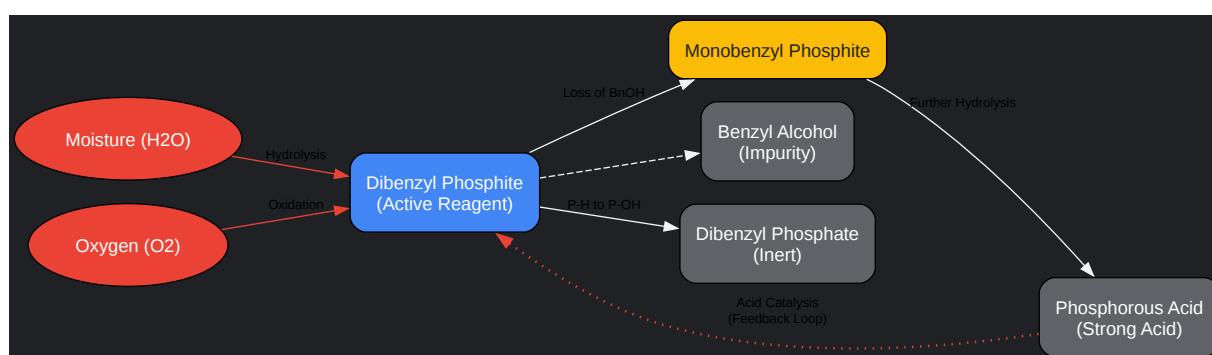 Monobenzyl Phosphite
Loss of BnOH
Further Hydrolysis
Moisture (H2O)
Benzyl Alcohol
(Impurity)
Hydrolysis
Dibenzyl Phosphite
(Active Reagent)
Oxidation
P-H to P-OH
Oxygen (O2)
Dibenzyl Phosphate
(Inert)
Acid Catalysis
(Feedback Loop)
Phosphorous Acid
(Strong Acid)